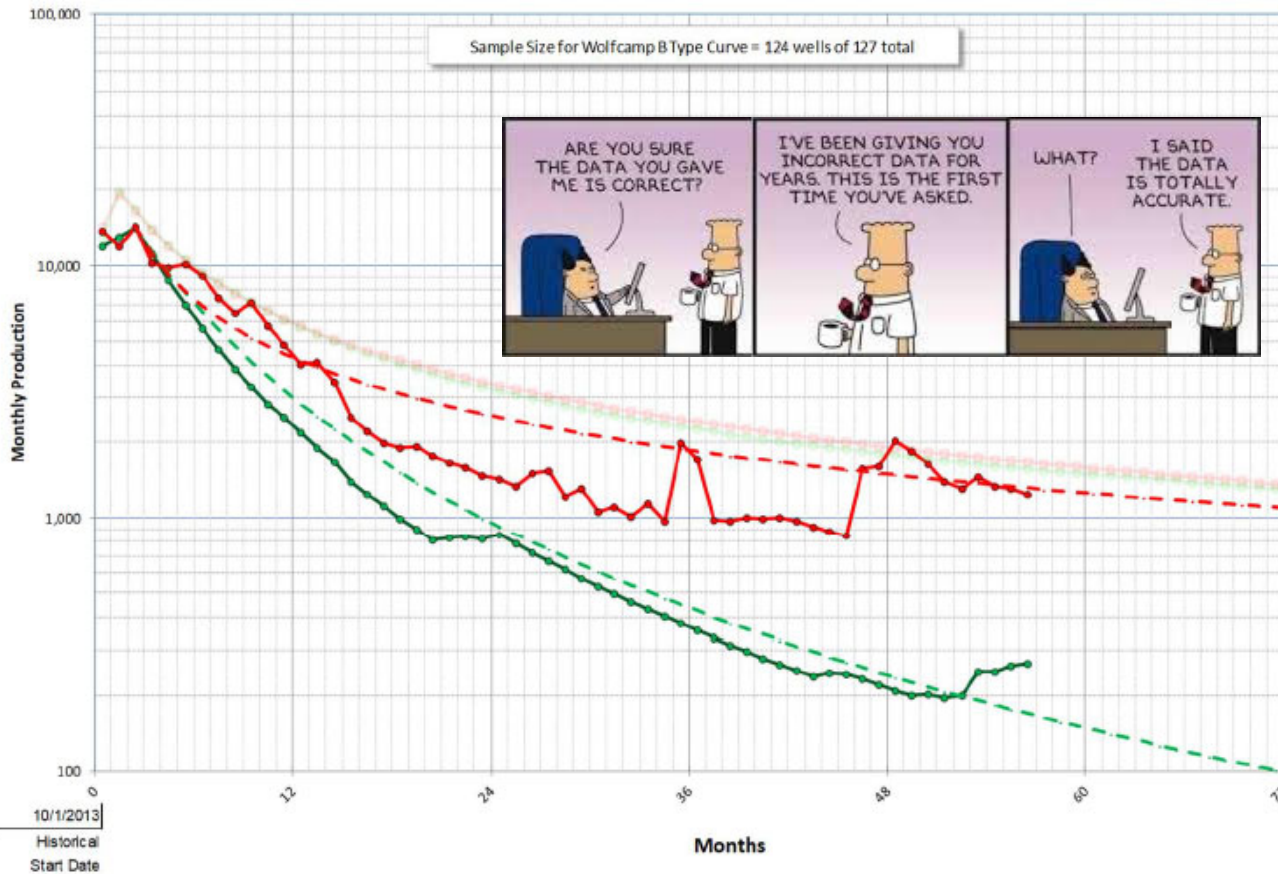 100,000
Sample Size for Wolfcamp B Type Curve = 124 wells of 127 total
ARE YOU SURE
THE DATA YOU GAVE
ME IS CORRECT?
I'VE BEEN GIVING YOU
INCORRECT DATA FOR
YEARS. THIS IS THE FIRST
TIME YOU'VE ASKED.
WHAT?
I SAID
THE DATA
IS TOTALLY
ACCURATE.
10,000
Monthly Production
1,000
100
0
12
24
36
48
60
10/1/2013
Historical
Start Date
Months